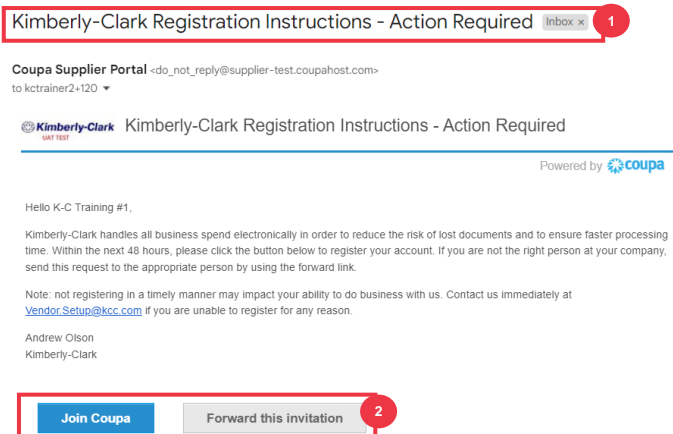 Kimberly-Clark Registration Instructions - Action Required Inbox × 1
Coupa Supplier Portal <do_not_reply@supplier-test.coupahost.com>
to kctrainer2+120
Kimberly-Clark Kimberly-Clark Registration Instructions - Action Required
UAT TEST
Powered by coupa
Hello K-C Training #1,
Kimberly-Clark handles all business spend electronically in order to reduce the risk of lost documents and to ensure faster processing
time. Within the next 48 hours, please click the button below to register your account. If you are not the right person at your company,
send this request to the appropriate person by using the forward link.
Note: not registering in a timely manner may impact your ability to do business with us. Contact us immediately at
Vendor.Setup@kcc.com if you are unable to register for any reason.
Andrew Olson
Kimberly-Clark
Join Coupa Forward this invitation 2